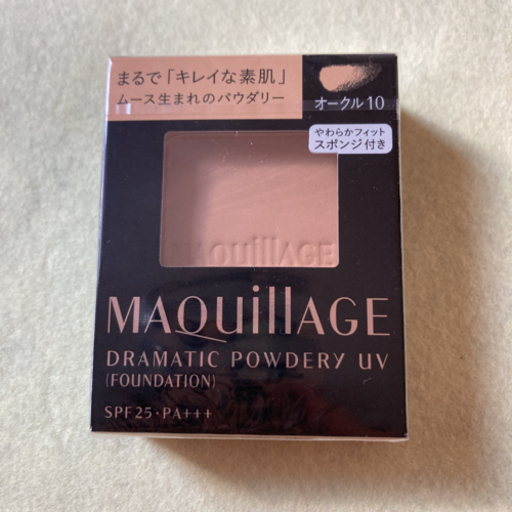 まるで「キレイな素肌」
ムース生まれのパウダリー
オークル10
やわらかフィット
スポンジ付き
MAQuillAGE
MAQuillAGE
DRAMATIC POWDERY UV
(FOUNDATION)
SPF25・PA+++